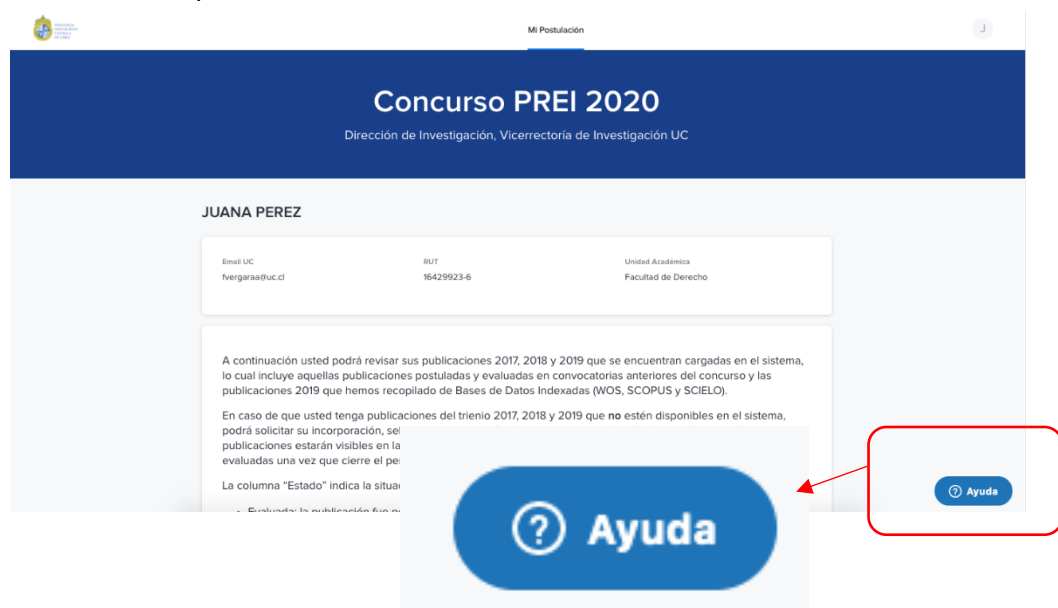 Mi Postulación
J
Concurso PREI 2020
Dirección de Investigación, Vicerrectoría de Investigación UC
JUANA PEREZ
Email UC
RUT
Unidad Académica
fvergaraa@uc.cl
16429923-6
Facultad de Derecho
A continuación usted podrá revisar sus publicaciones 2017, 2018 y 2019 que se encuentran cargadas en el sistema,
lo cual incluye aquellas publicaciones postuladas y evaluadas en convocatorias anteriores del concurso y las
publicaciones 2019 que hemos recopilado de Bases de Datos Indexadas (WOS, SCOPUS y SCIELO).
En caso de que usted tenga publicaciones del trienio 2017, 2018 y 2019 que no estén disponibles en el sistema,
podrá solicitar su incorporación, sel
publicaciones estarán visibles en la
evaluadas una vez que cierre el pe
La columna "Estado" indica la situa
Ayuda
Ayuda